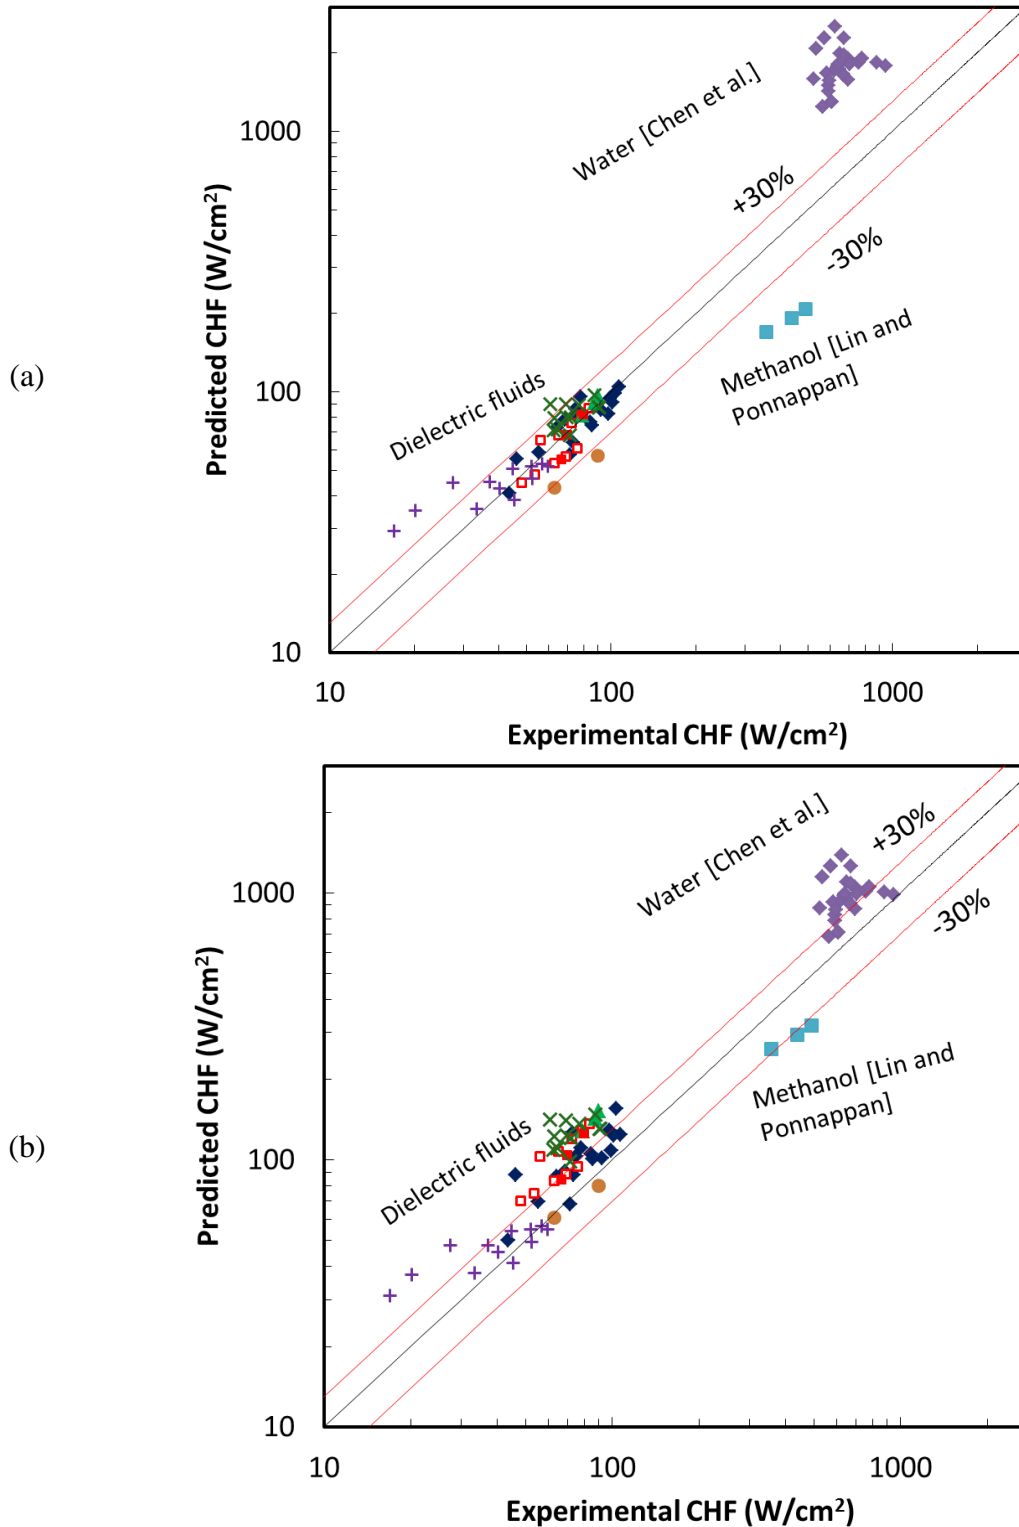 (a)
Predicted CHF (W/cm²)
1000
100
10
Water [Chen et al.]
+30%
-30%
Dielectric fluids
Methanol [Lin and
Ponnappan]
10 100 1000
Experimental CHF (W/cm²)
(b)
Predicted CHF (W/cm²)
1000
100
10
Water [Chen et al.]
+30%
-30%
Dielectric fluids
Methanol [Lin and
Ponnappan]
10 100 1000
Experimental CHF (W/cm²)